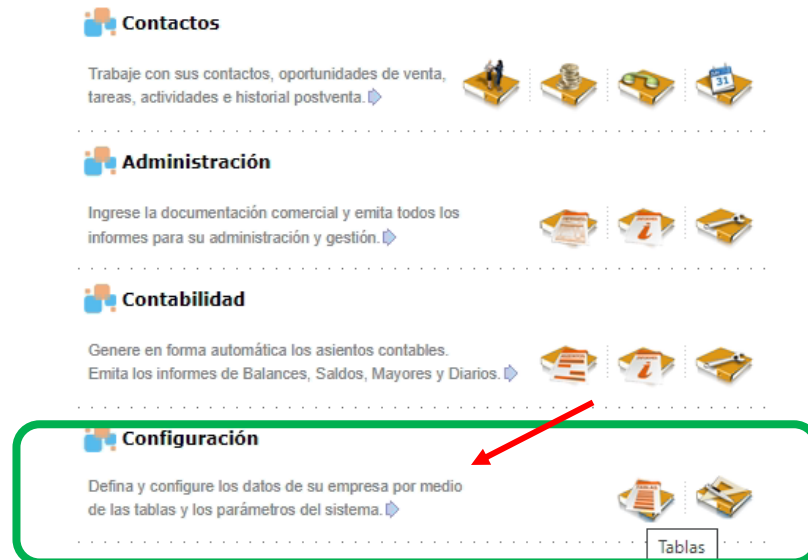 Contactos
Trabaje con sus contactos, oportunidades de venta,
tareas, actividades e historial postventa.
31
Administración
Ingrese la documentación comercial y emita todos los
informes para su administración y gestión.
i
Contabilidad
Genere en forma automática los asientos contables.
Emita los informes de Balances, Saldos, Mayores y Diarios.
i
Configuración
Defina y configure los datos de su empresa por medio
de las tablas y los parámetros del sistema.
TABLAS
Tablas